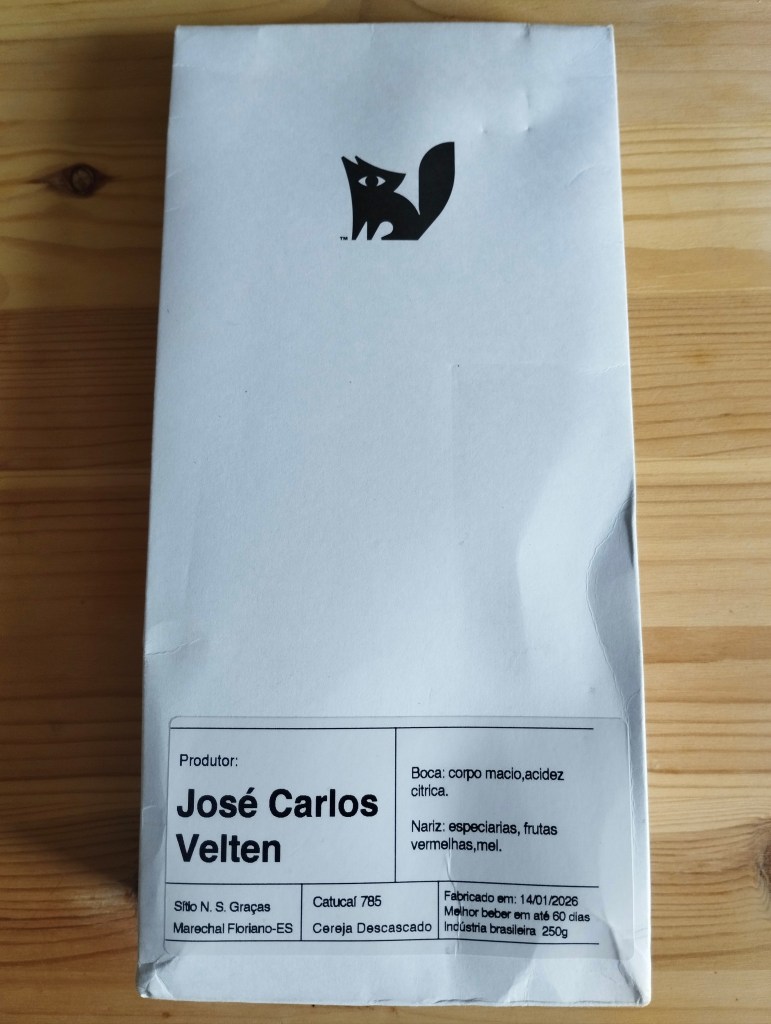 TM
Produtor:
José Carlos
Velten
Boca: corpo macio,acidez
citrica.
Nariz: especiarias, frutas
vermelhas,mel.
Sítio N. S. Graças
Marechal Floriano-ES
Catucaí 785
Cereja Descascado
Fabricado em: 14/01/2026
Melhor beber em até 60 dias
Indústria brasileira 250g